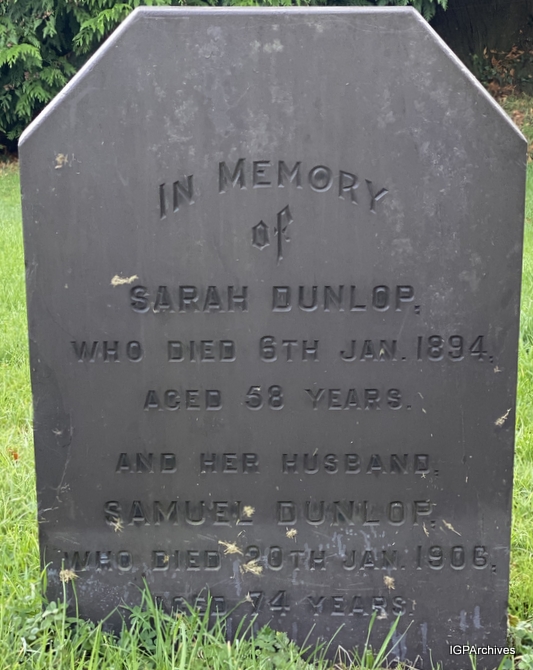 IN MEMORY
of
SARAH DUNLOP,
WHO DIED 6TH JAN. 1894,
AGED 58 YEARS.
AND HER HUSBAND,
SAMUEL DUNLOP,
WHO DIED 20TH JAN. 1906,
AGED 74 YEARS.
IGPArchives